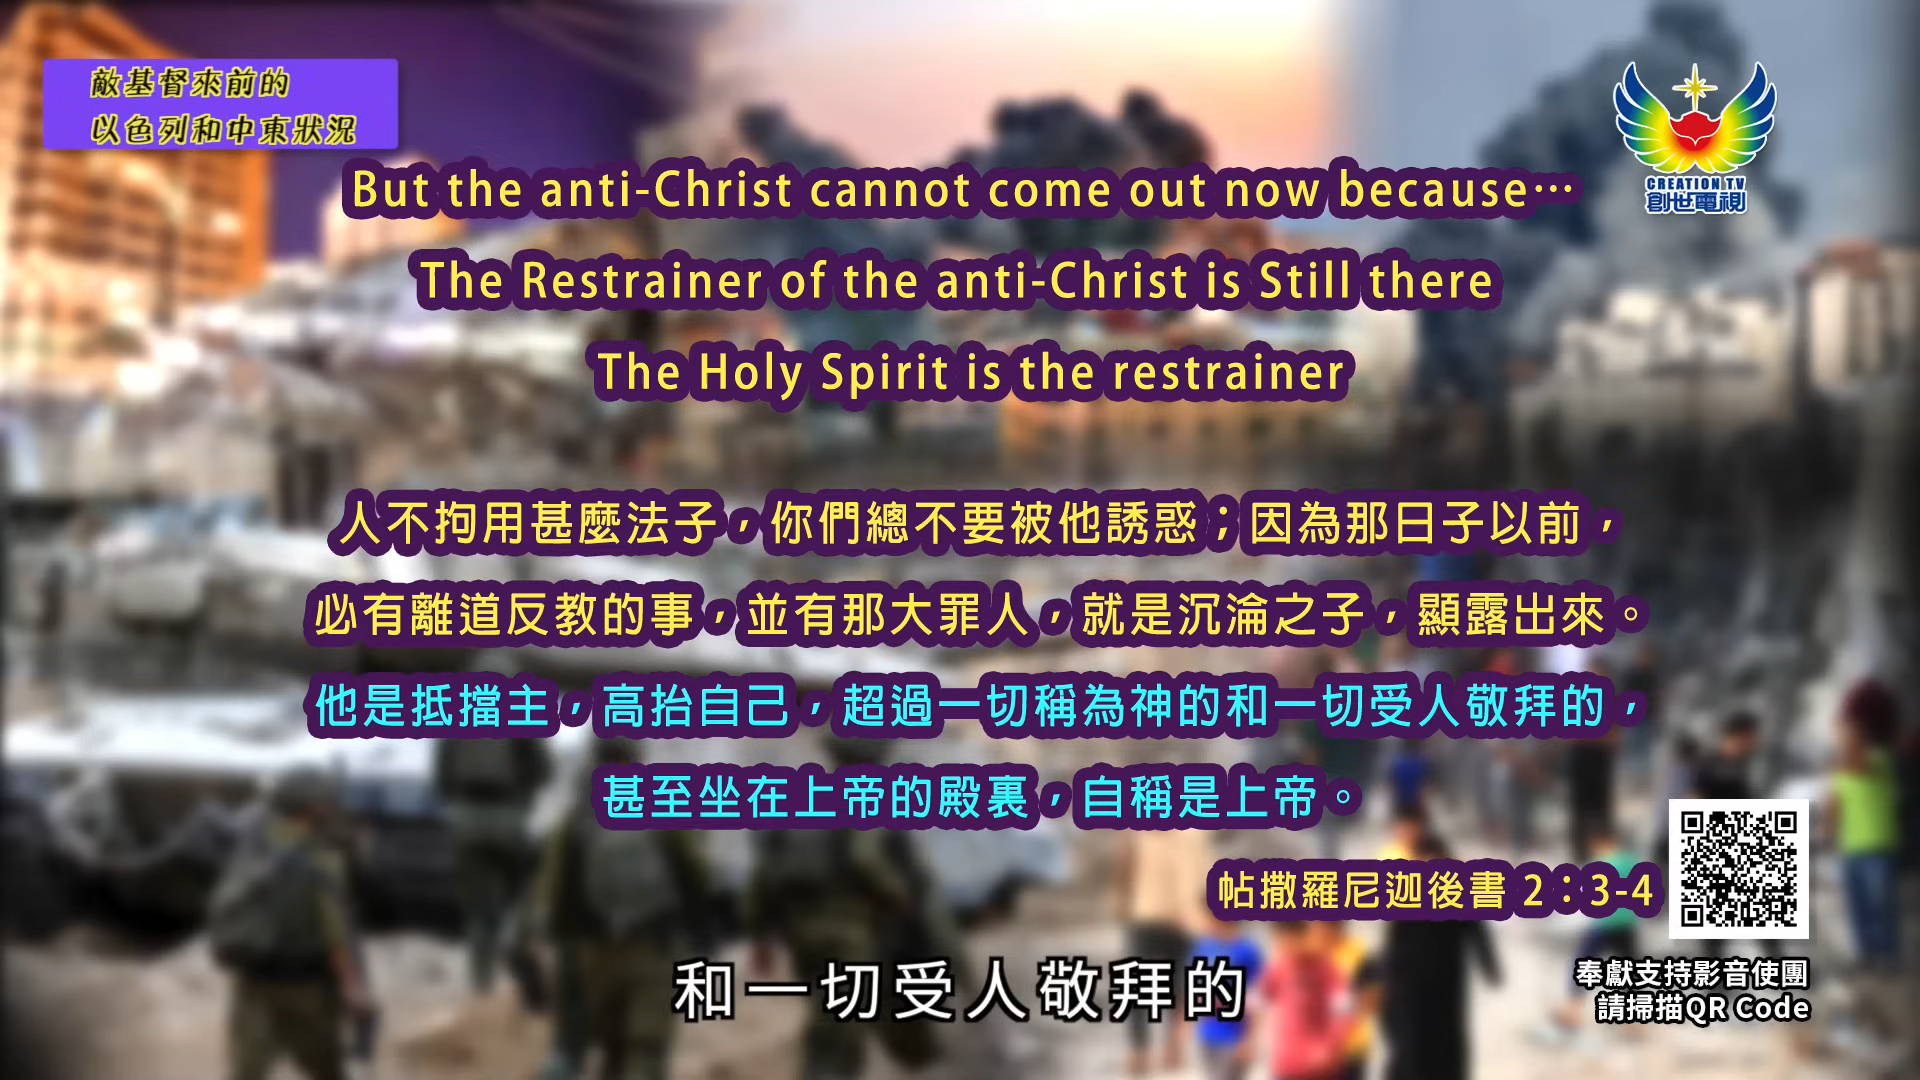 敵基督來前的
以色列和中東狀況
CREATION TV
創世電視
But the anti-Christ cannot come out now because…
The Restrainer of the anti-Christ is Still there
The Holy Spirit is the restrainer
人不拘用甚麼法子，你們總不要被他誘惑；因為那日子以前，
必有離道反教的事，並有那大罪人，就是沉淪之子，顯露出來。
他是抵擋主，高抬自己，超過一切稱為神的和一切受人敬拜的，
甚至坐在上帝的殿裏，自稱是上帝。
帖撒羅尼迦後書 2：3-4
和一切受人敬拜的
奉獻支持影音使團
請掃描QR Code